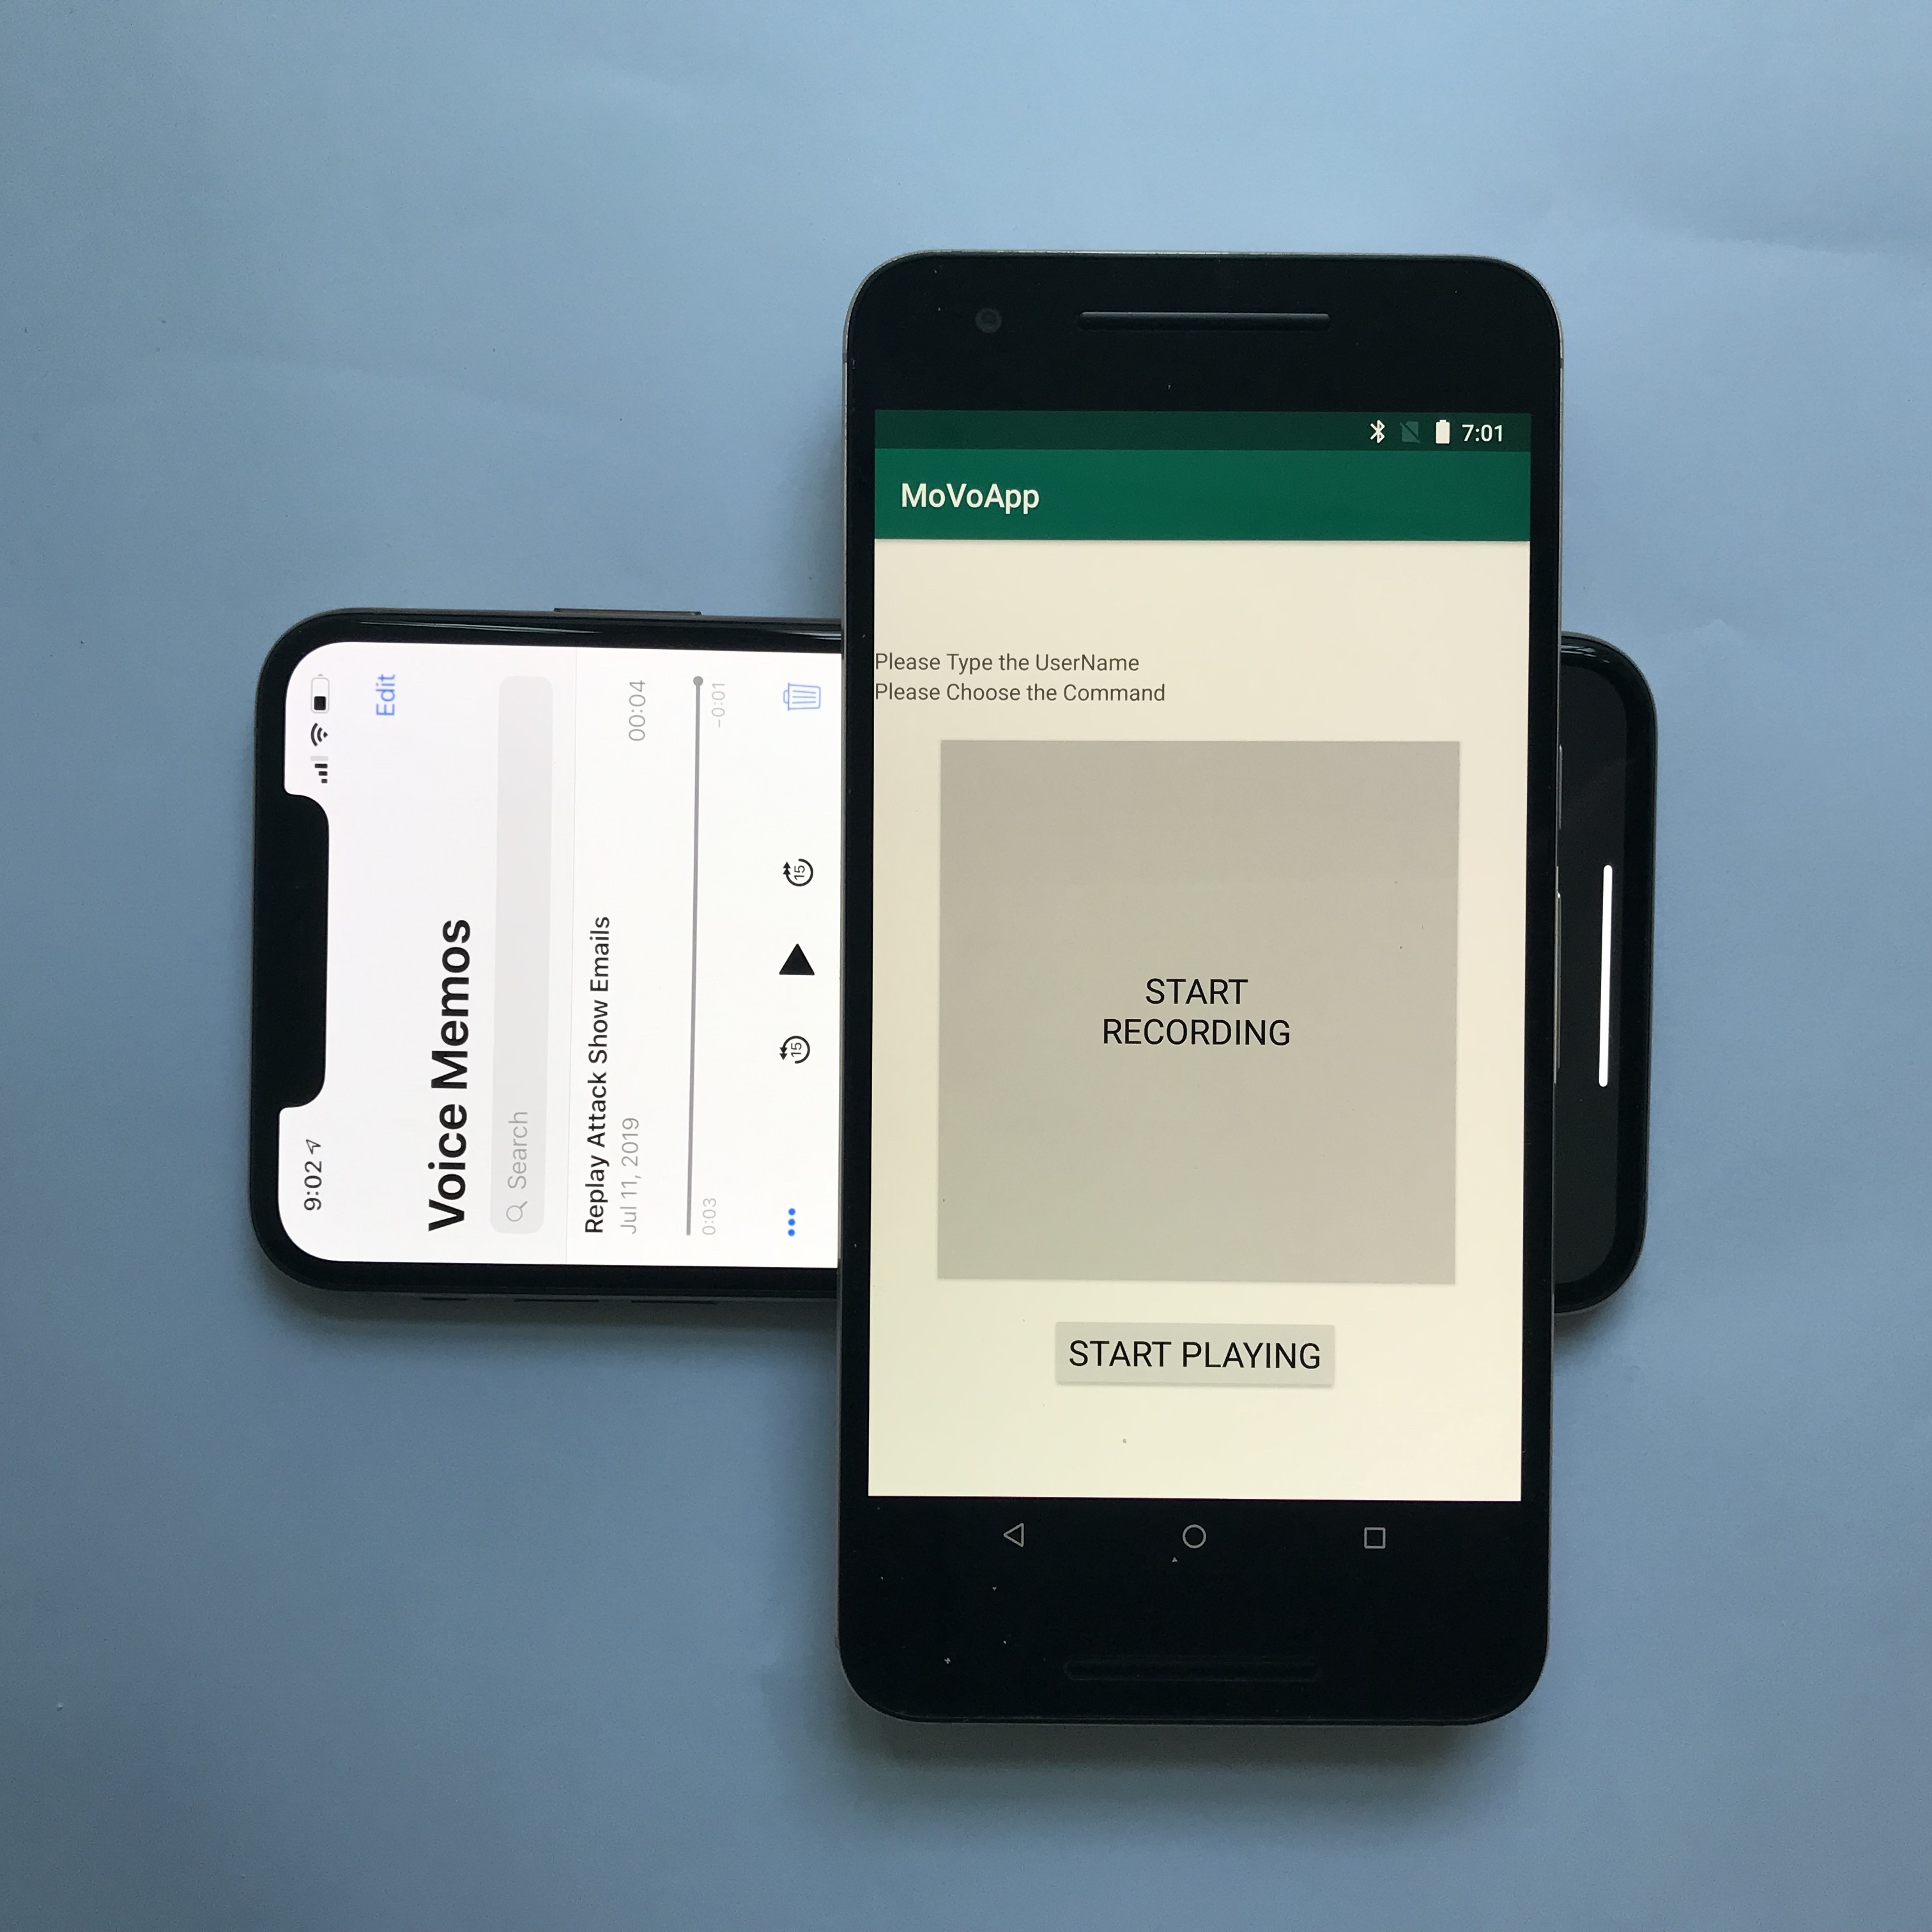 9:02
Edit
Voice Memos
Search
Replay Attack Show Emails
Jul 11, 2019
00:04
0:03
-0:01
15
15
7:01
MoVoApp
Please Type the UserName
Please Choose the Command
START
RECORDING
START PLAYING